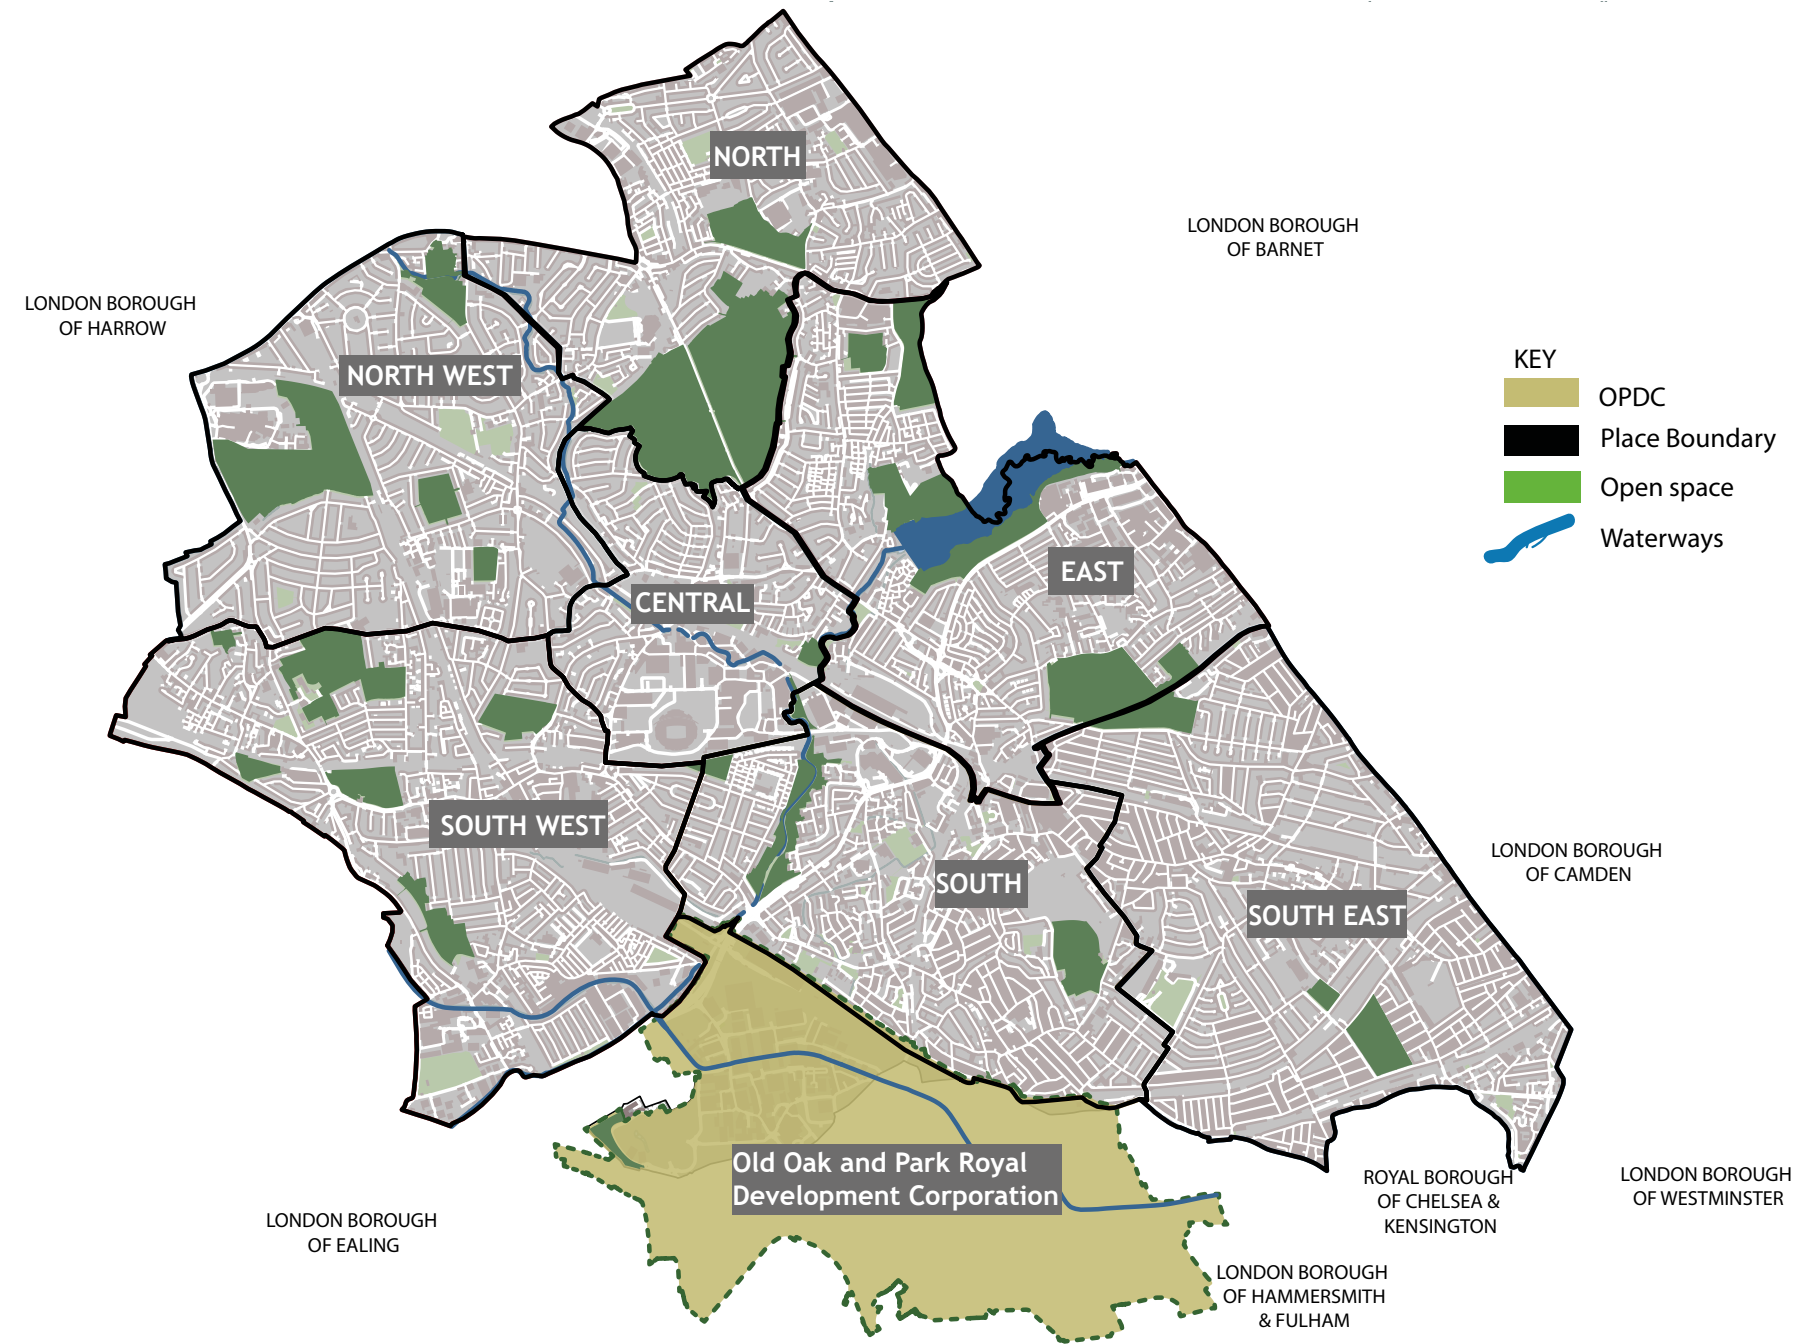 NORTH
LONDON BOROUGH
OF BARNET
LONDON BOROUGH
OF HARROW
NORTH WEST
KEY
OPDC
Place Boundary
Open space
Waterways
EAST
CENTRAL
SOUTH WEST
SOUTH
SOUTH EAST
LONDON BOROUGH
OF CAMDEN
Old Oak and Park Royal
Development Corporation
ROYAL BOROUGH
OF CHELSEA &
KENSINGTON
LONDON BOROUGH
OF WESTMINSTER
LONDON BOROUGH
OF EALING
LONDON BOROUGH
OF HAMMERSMITH
& FULHAM